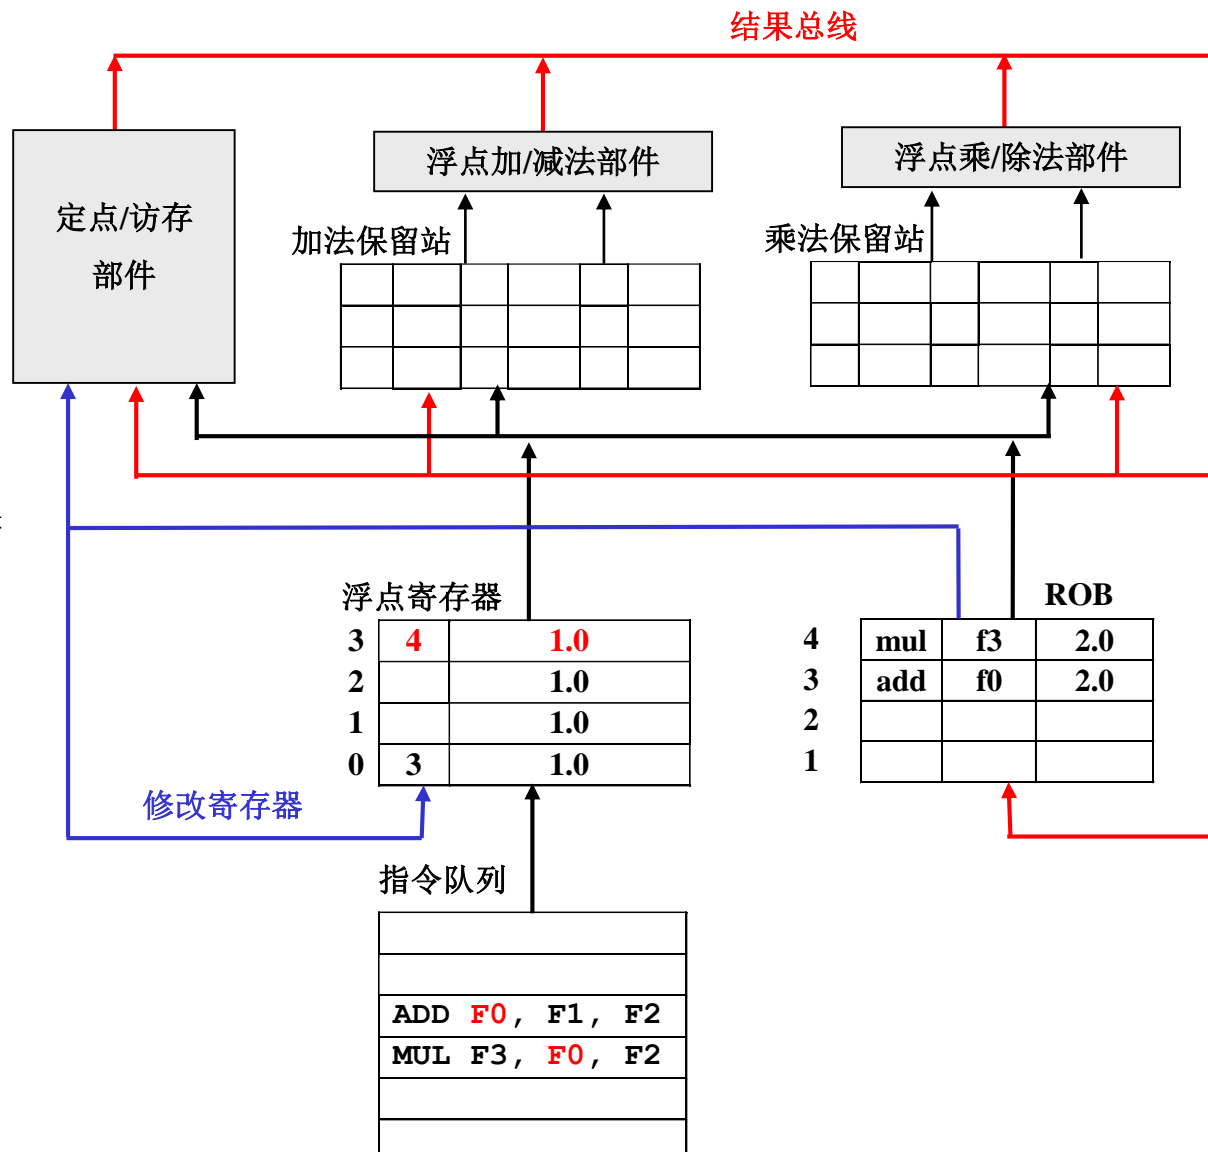 结果总线
浮点加/减法部件
浮点乘/除法部件
定点/访存
部件
加法保留站
乘法保留站
浮点寄存器
ROB
3 4 1.0
2 1.0
1 1.0
0 3 1.0
4 mul f3 2.0
3 add f0 2.0
2
1
修改寄存器
指令队列
ADD F0, F1, F2
MUL F3, F0, F2